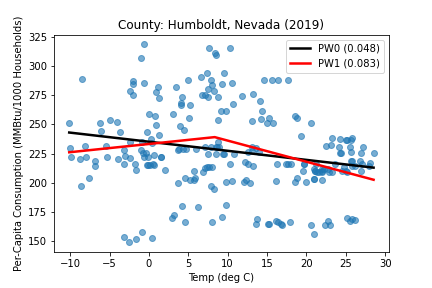 County: Humboldt, Nevada (2019)
Per-Capita Consumption (MMBtu/1000 Households)
325
300
275
250
225
200
175
150
PW0 (0.048)
PW1 (0.083)
−10 −5 0 5 10 15 20 25 30
Temp (deg C)